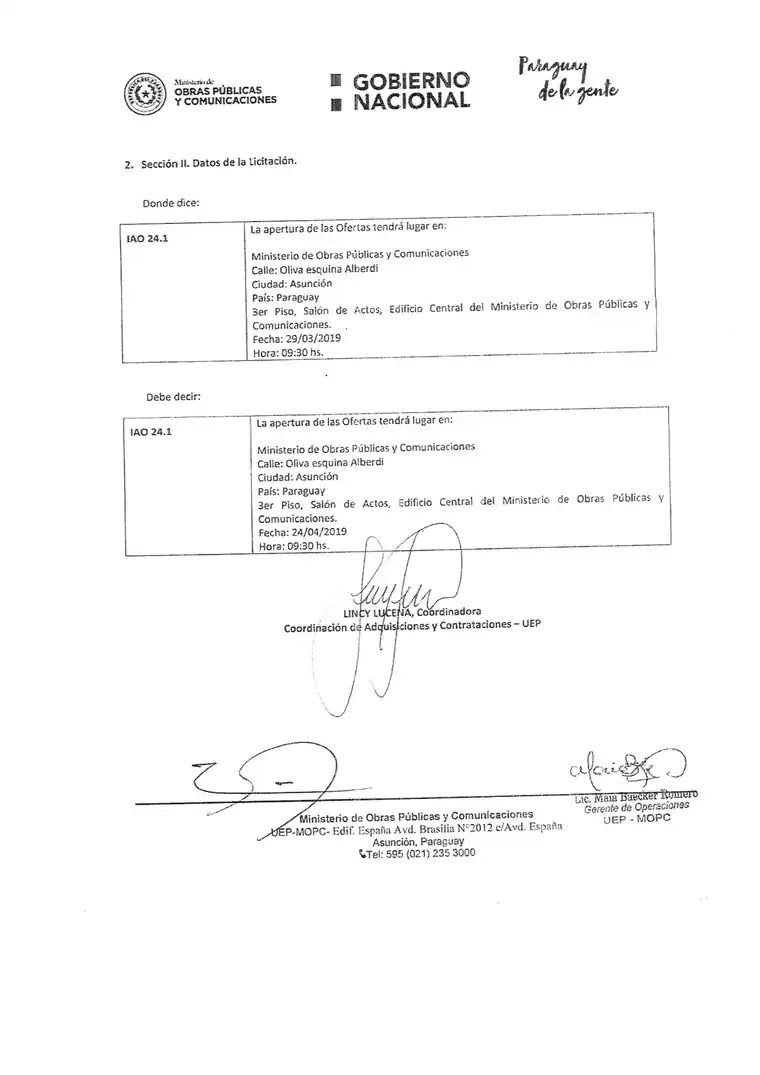 Ministerio de
OBRAS PÚBLICAS
Y COMUNICACIONES
GOBIERNO
NACIONAL
Paraguay
de la gente
2. Sección II. Datos de la Licitación.
Donde dice:
IAO 24.1
La apertura de las Ofertas tendrá lugar en:
Ministerio de Obras Públicas y Comunicaciones
Calle: Oliva esquina Alberdi
Ciudad: Asunción
País: Paraguay
3er Piso, Salón de Actos, Edificio Central del Ministerio de Obras Públicas y
Comunicaciones.
Fecha: 29/03/2019
Hora: 09:30 hs.
Debe decir:
IAO 24.1
La apertura de las Ofertas tendrá lugar en:
Ministerio de Obras Públicas y Comunicaciones
Calle: Oliva esquina Alberdi
Ciudad: Asunción
País: Paraguay
3er Piso, Salón de Actos, Edificio Central del Ministerio de Obras Públicas y
Comunicaciones.
Fecha: 24/04/2019
Hora: 09:30 hs.
LINCY LUCENA, Coordinadora
Coordinación de Adquisiciones y Contrataciones – UEP
Lic. Maia Baecker Romero
Gerente de Operaciones
UEP - MOPC
Ministerio de Obras Públicas y Comunicaciones
UEP-MOPC- Edif. España Avd. Brasilia N°2012 c/Avd. España
Asunción, Paraguay
Tel: 595 (021) 235 3000